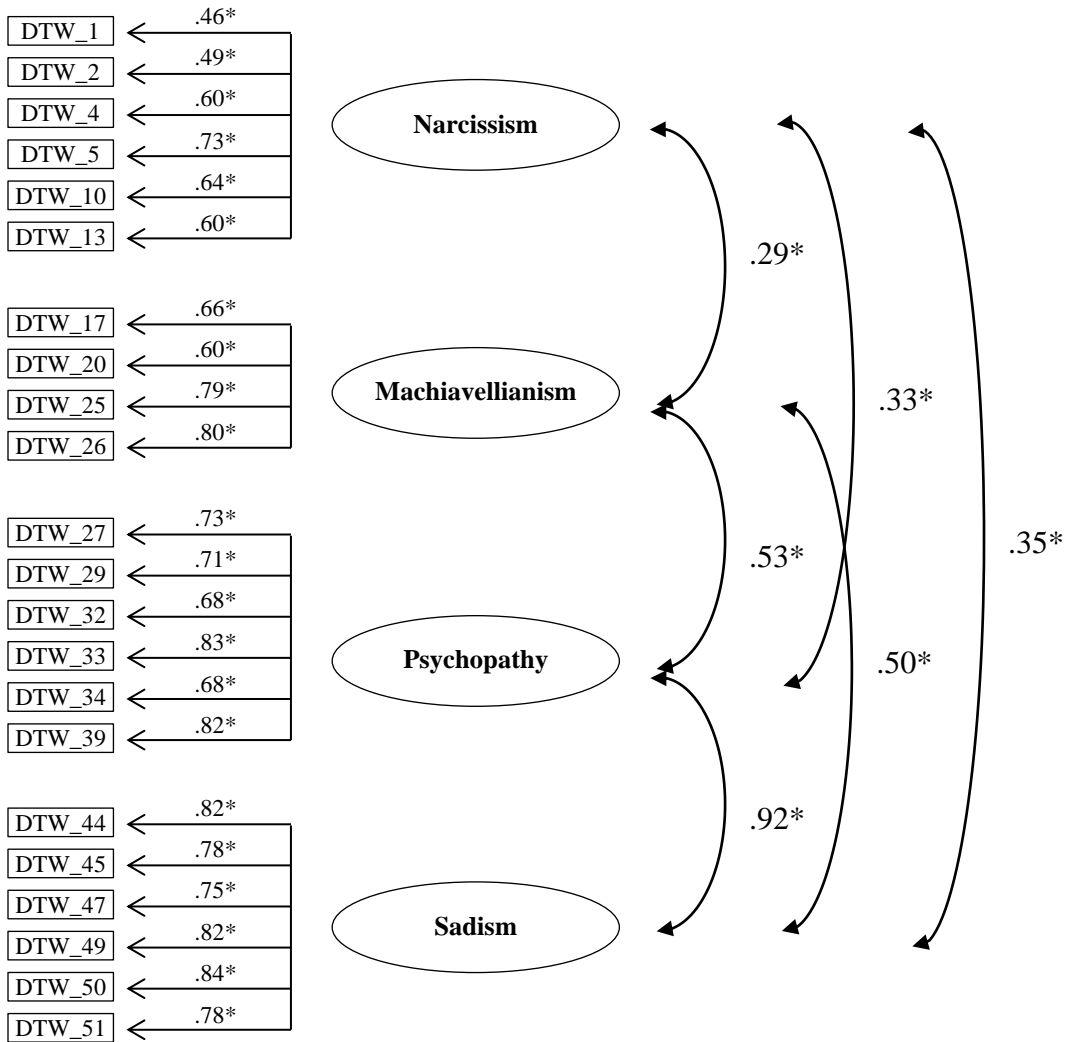 DTW_1 .46*
DTW_2 .49*
DTW_4 .60*
DTW_5 .73*
DTW_10 .64*
DTW_13 .60*
Narcissism
.29*
DTW_17 .66*
DTW_20 .60*
DTW_25 .79*
DTW_26 .80*
Machiavellianism
.33*
DTW_27 .73*
DTW_29 .71*
DTW_32 .68*
DTW_33 .83*
DTW_34 .68*
DTW_39 .82*
Psychopathy
.53*
.35*
.50*
DTW_44 .82*
DTW_45 .78*
DTW_47 .75*
DTW_49 .82*
DTW_50 .84*
DTW_51 .78*
Sadism
.92*